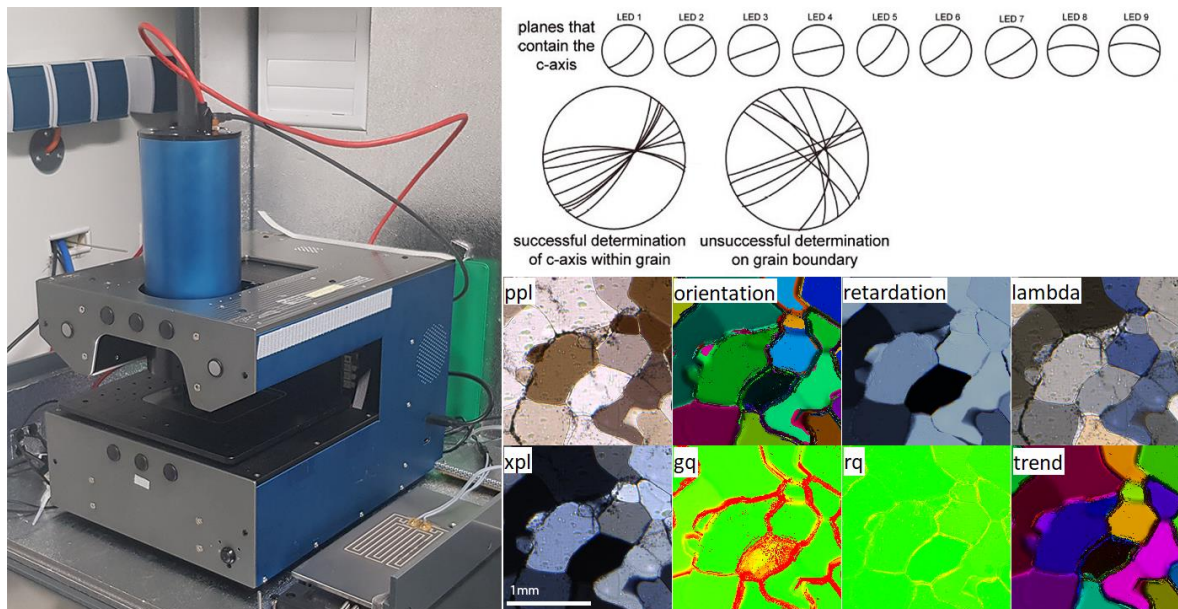 LED 1 LED 2 LED 3 LED 4 LED 5 LED 6 LED 7 LED 8 LED 9
planes that
contain the
c-axis
successful determination
of c-axis within grain
unsuccessful determination
on grain boundary
ppl
orientation
retardation
lambda
xpl
gq
rq
trend
1mm